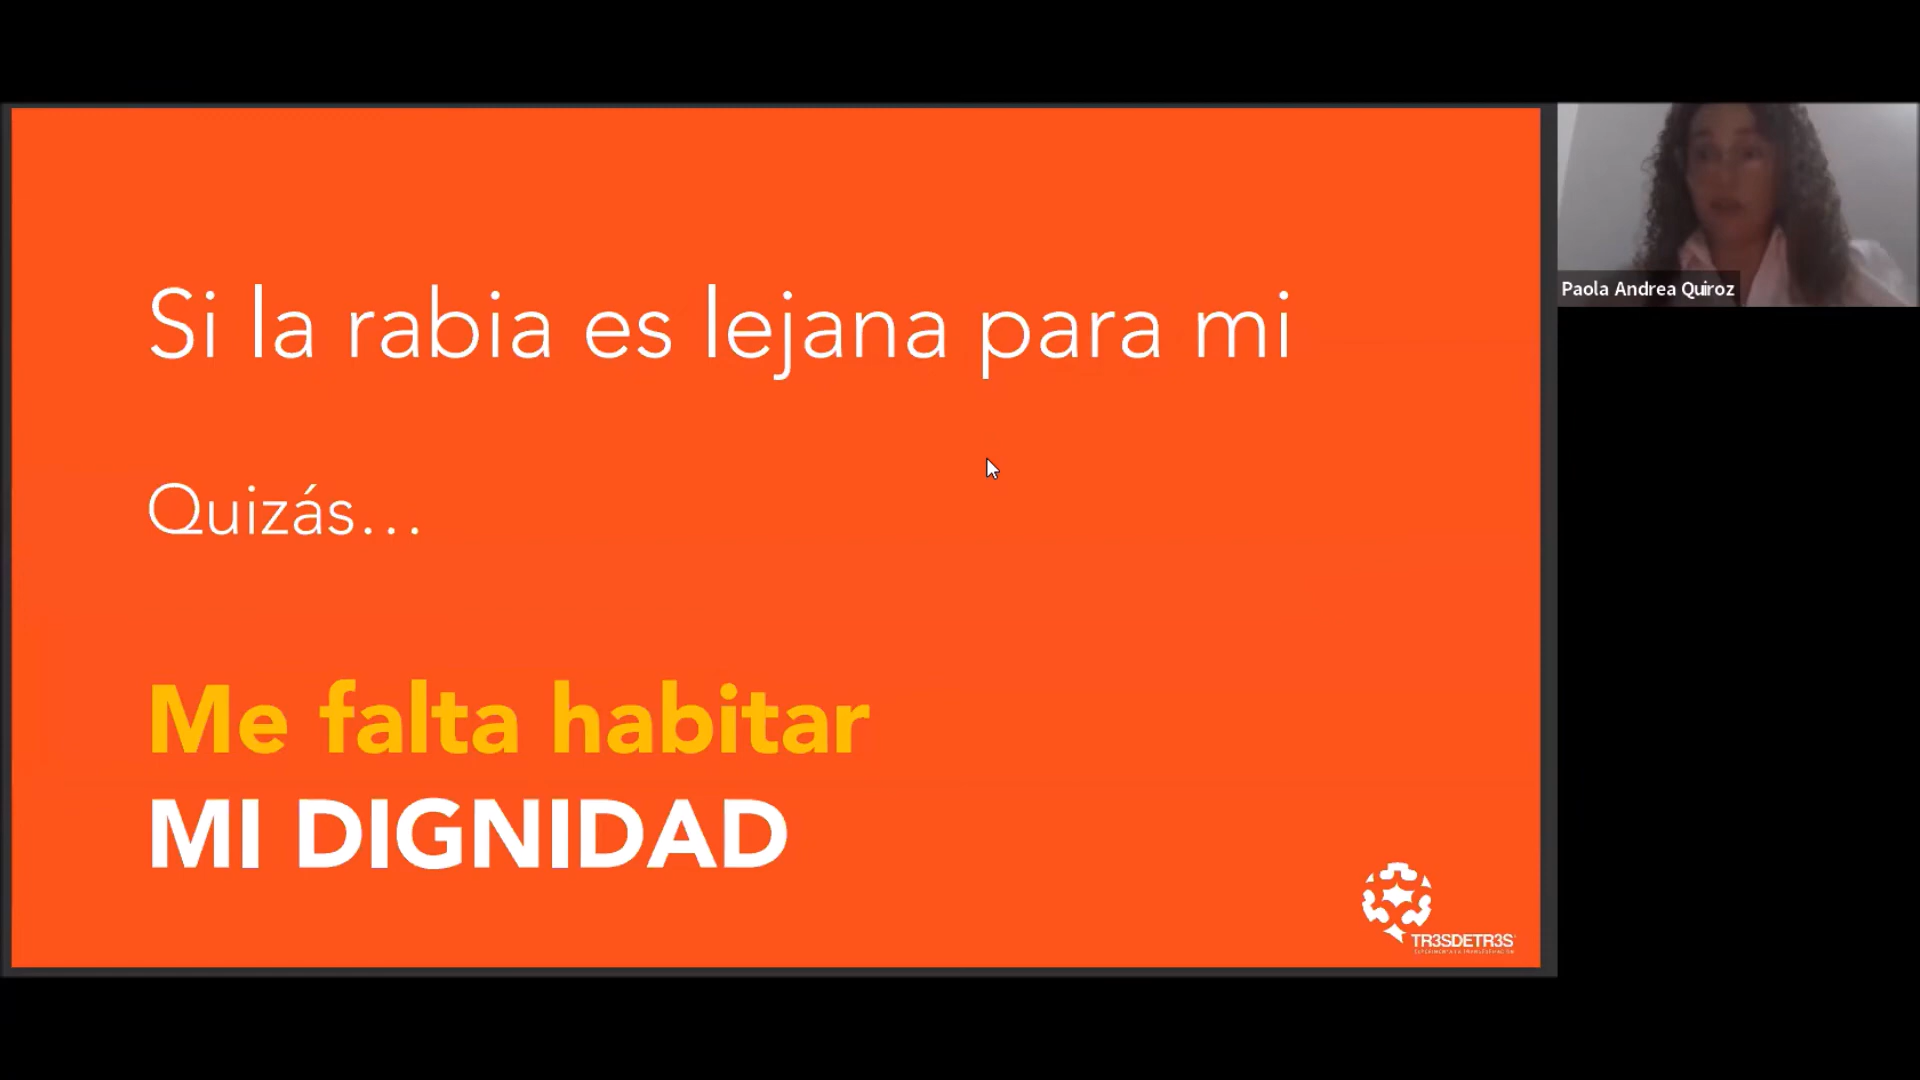 Si la rabia es lejana para mi
Quizás...
Me falta habitar
MI DIGNIDAD
TR3SDETR3S
Paola Andrea Quiroz